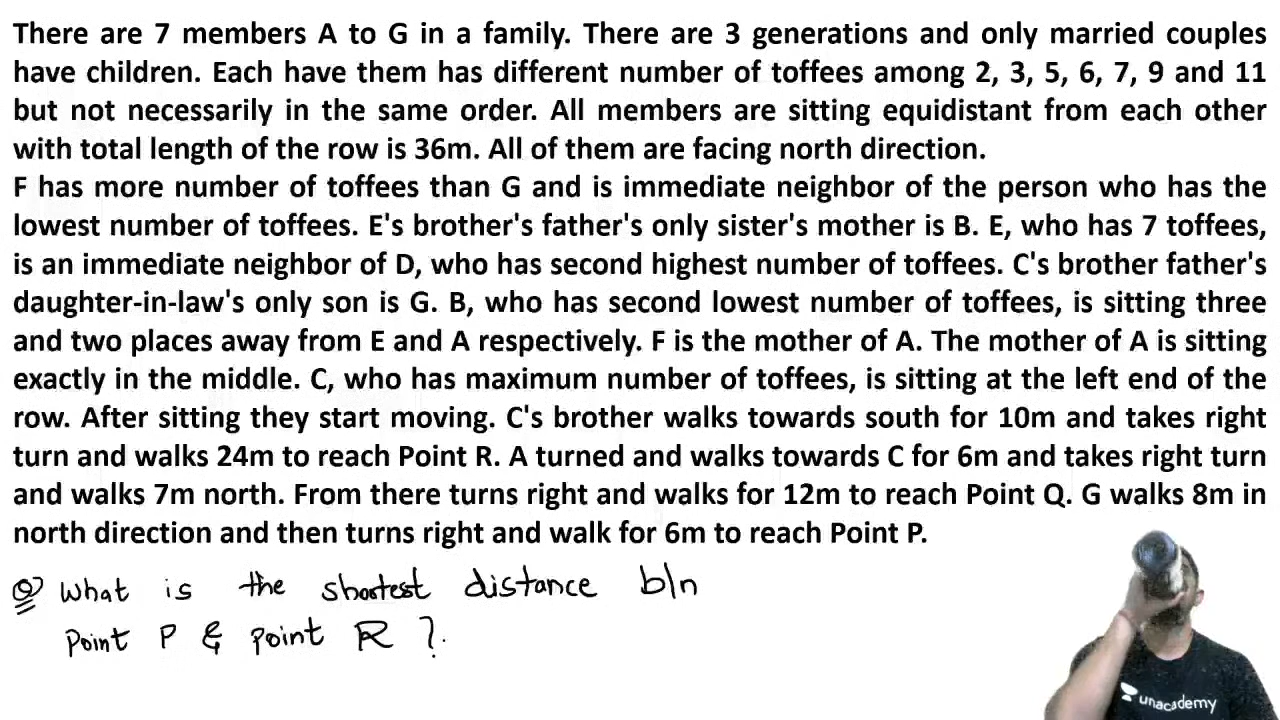 There are 7 members A to G in a family. There are 3 generations and only married couples
have children. Each have them has different number of toffees among 2, 3, 5, 6, 7, 9 and 11
but not necessarily in the same order. All members are sitting equidistant from each other
with total length of the row is 36m. All of them are facing north direction.
F has more number of toffees than G and is immediate neighbor of the person who has the
lowest number of toffees. E's brother's father's only sister's mother is B. E, who has 7 toffees,
is an immediate neighbor of D, who has second highest number of toffees. C's brother father's
daughter-in-law's only son is G. B, who has second lowest number of toffees, is sitting three
and two places away from E and A respectively. F is the mother of A. The mother of A is sitting
exactly in the middle. C, who has maximum number of toffees, is sitting at the left end of the
row. After sitting they start moving. C's brother walks towards south for 10m and takes right
turn and walks 24m to reach Point R. A turned and walks towards C for 6m and takes right turn
and walks 7m north. From there turns right and walks for 12m to reach Point Q. G walks 8m in
north direction and then turns right and walk for 6m to reach Point P.
Q What is the shortest distance b/n
Point P & point R ?
unacademy